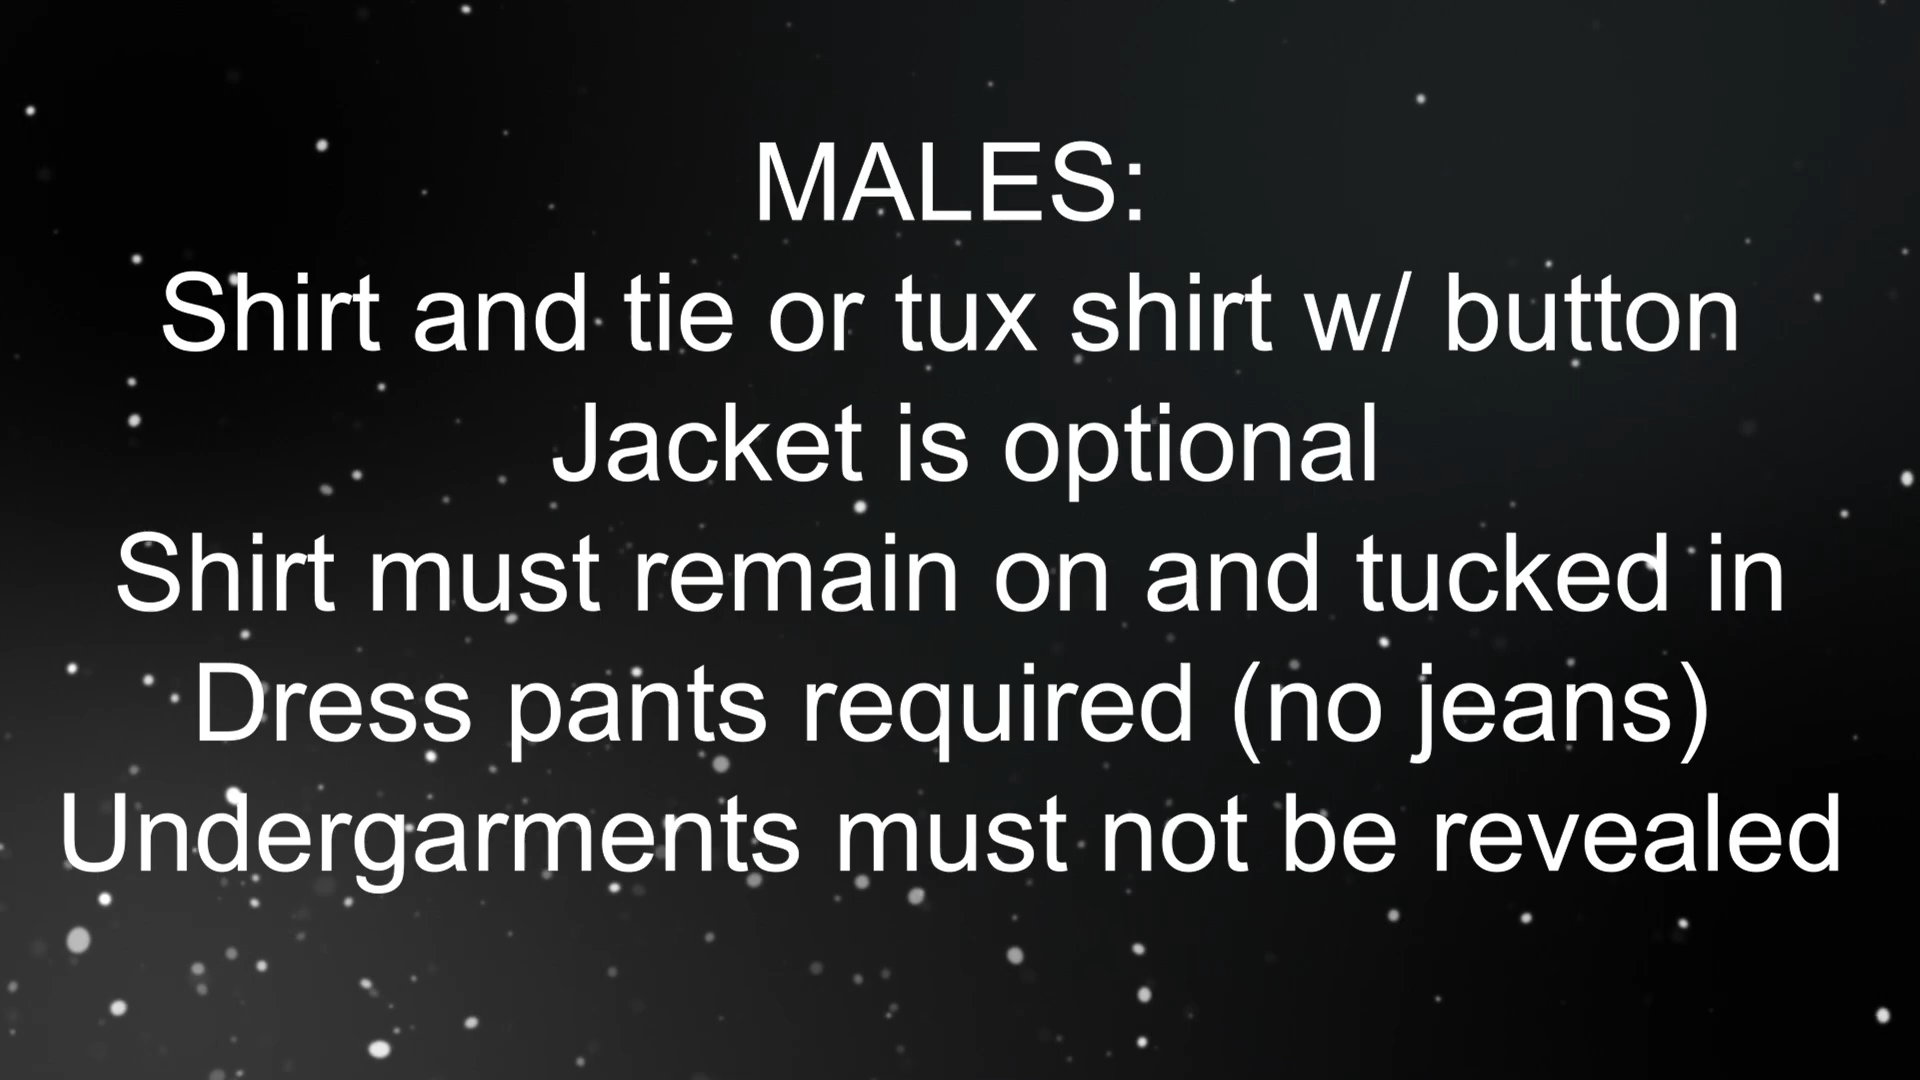 MALES:
Shirt and tie or tux shirt w/ button
Jacket is optional
Shirt must remain on and tucked in
Dress pants required (no jeans)
Undergarments must not be revealed